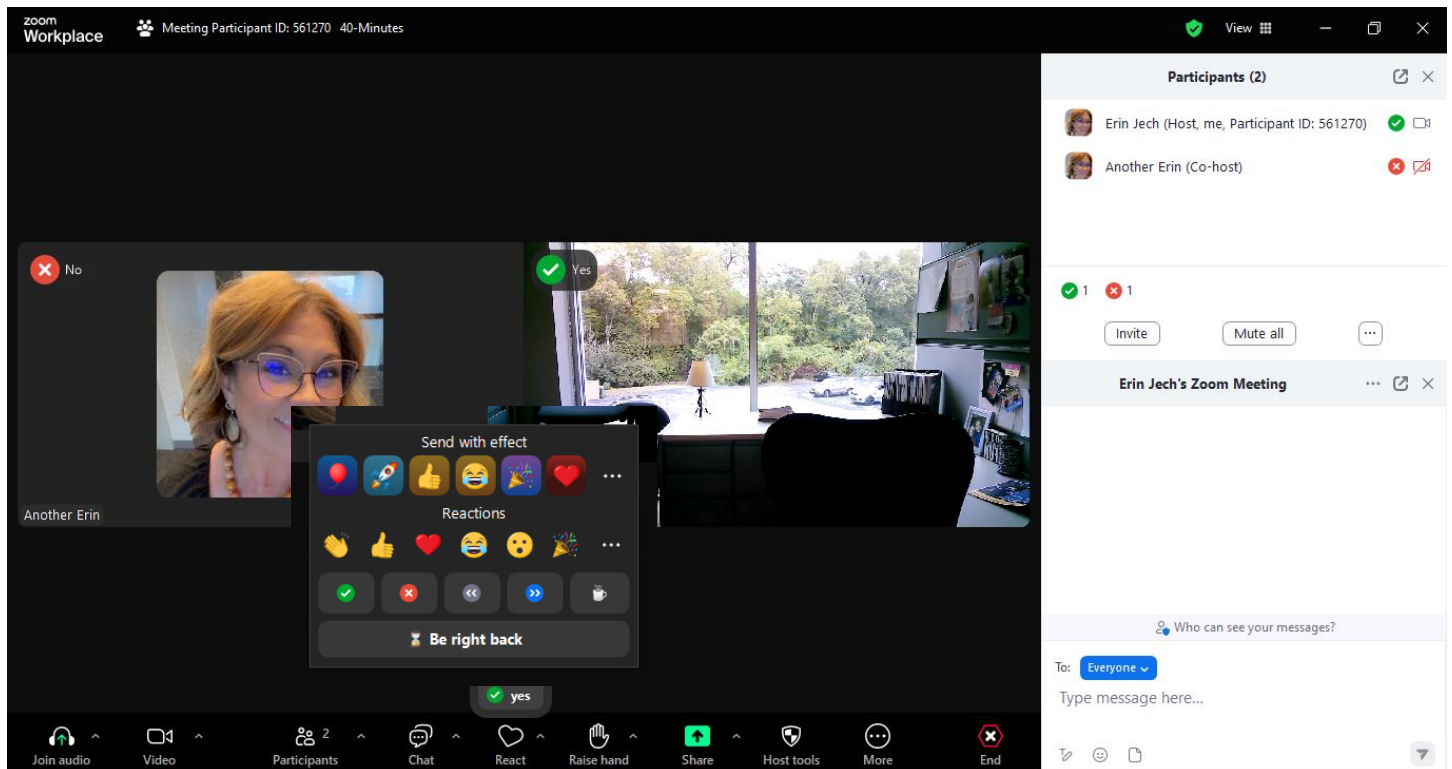 zoom
Workplace
Meeting Participant ID: 561270 40-Minutes
View
Participants (2)
Erin Jech (Host, me, Participant ID: 561270)
Another Erin (Co-host)
No
Yes
1 1
Invite Mute all
Erin Jech's Zoom Meeting
Another Erin
Send with effect
Reactions
Be right back
yes
Who can see your messages?
To: Everyone
Type message here...
Join audio Video Participants 2 Chat React Raise hand Share Host tools More End